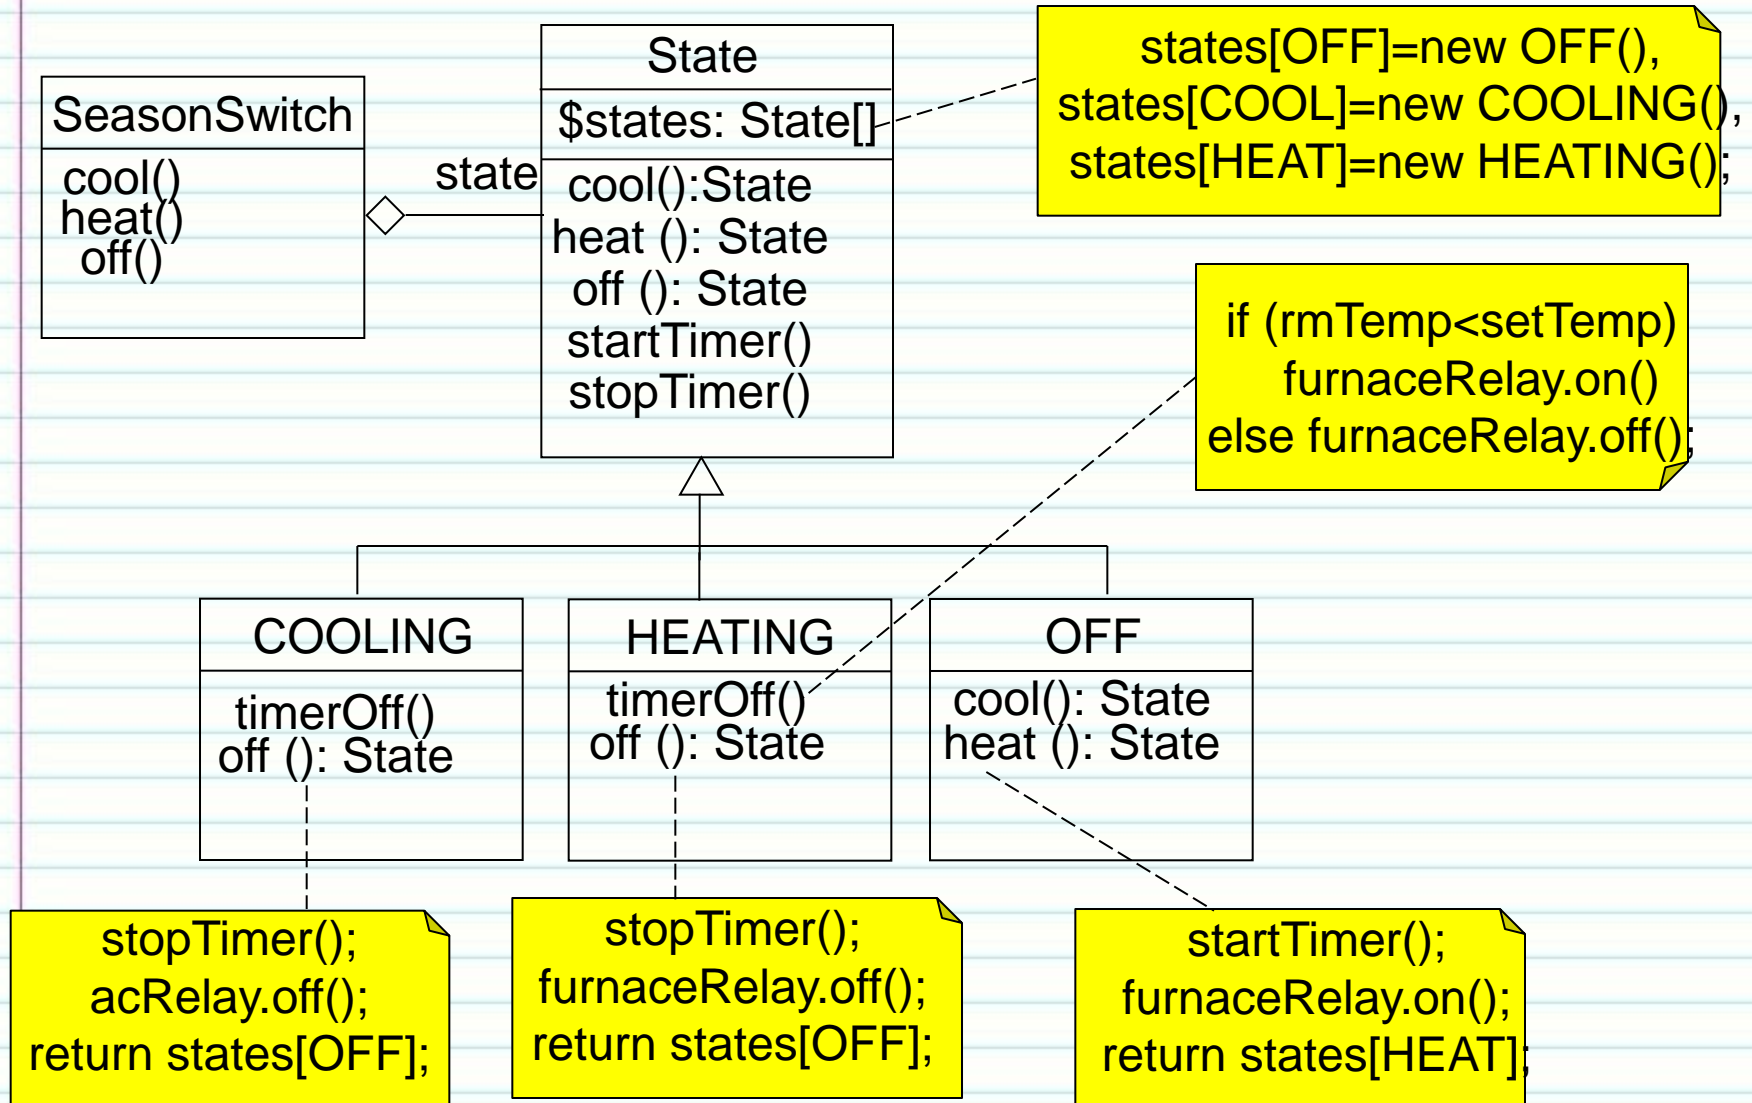 SeasonSwitch
cool()
heat()
off()
state
State
$states: State[]
cool():State
heat (): State
off (): State
startTimer()
stopTimer()
states[OFF]=new OFF(),
states[COOL]=new COOLING(),
states[HEAT]=new HEATING();
if (rmTemp<setTemp)
furnaceRelay.on()
else furnaceRelay.off();
COOLING
timerOff()
off (): State
HEATING
timerOff()
off (): State
OFF
cool(): State
heat (): State
stopTimer();
acRelay.off();
return states[OFF];
stopTimer();
furnaceRelay.off();
return states[OFF];
startTimer();
furnaceRelay.on();
return states[HEAT];